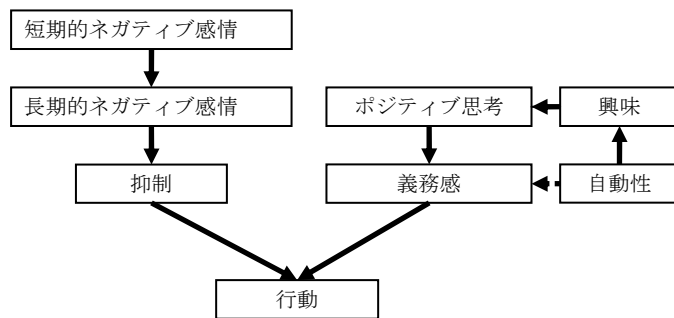 短期的ネガティブ感情
長期的ネガティブ感情
ポジティブ思考
興味
抑制
義務感
自動性
行動